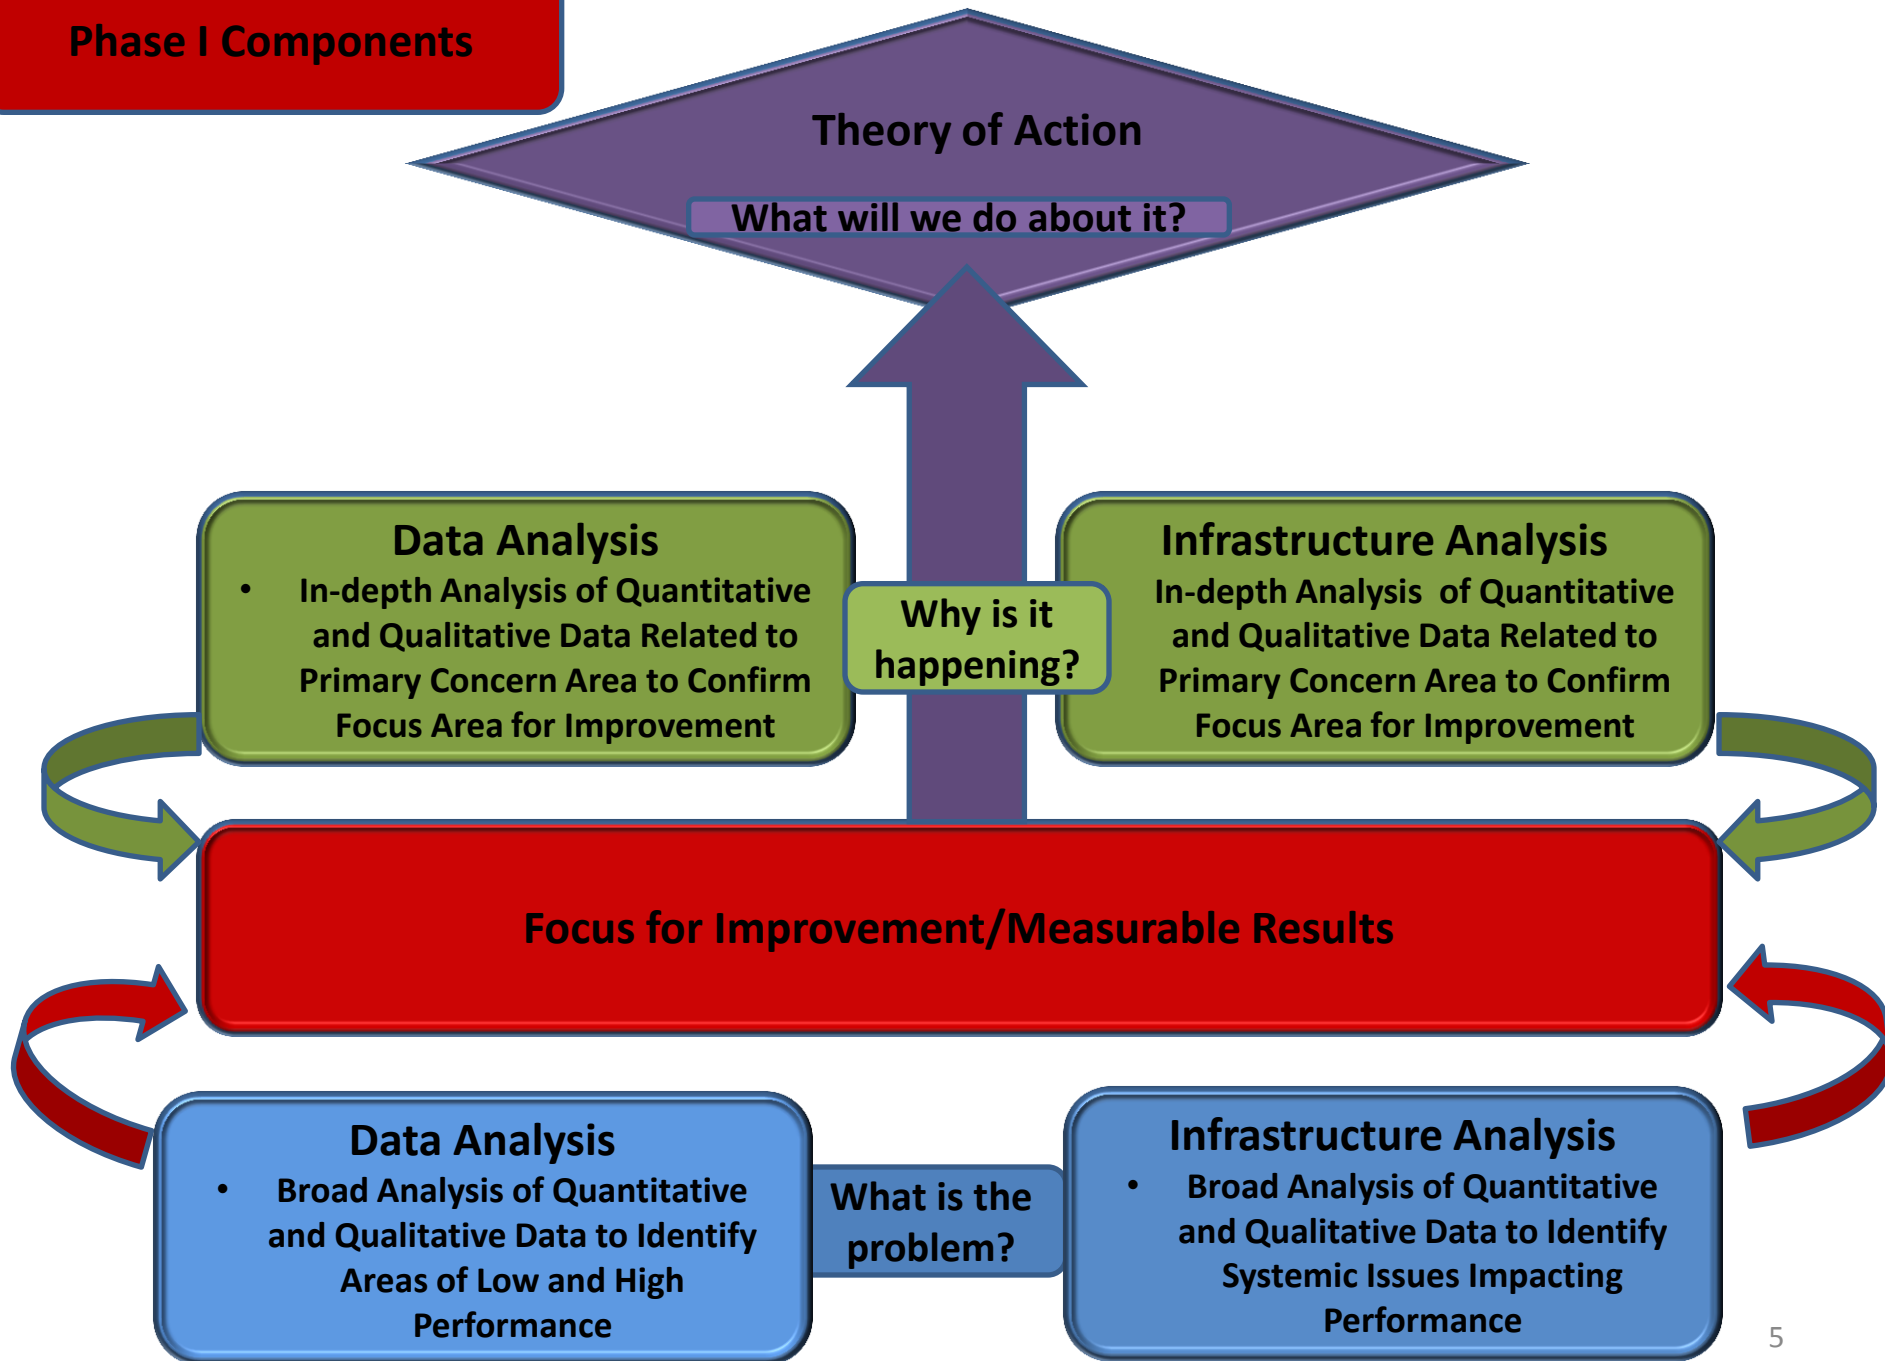 Phase I Components
Theory of Action
What will we do about it?
Data Analysis
• In-depth Analysis of Quantitative
and Qualitative Data Related to
Primary Concern Area to Confirm
Focus Area for Improvement
Why is it
happening?
Infrastructure Analysis
In-depth Analysis  of Quantitative
and Qualitative Data Related to
Primary Concern Area to Confirm
Focus Area for Improvement
Focus for Improvement/Measurable Results
Data Analysis
• Broad Analysis of Quantitative
and Qualitative Data to Identify
Areas of Low and High
Performance
What is the
problem?
Infrastructure Analysis
• Broad Analysis of Quantitative
and Qualitative Data to Identify
Systemic Issues Impacting
Performance
5